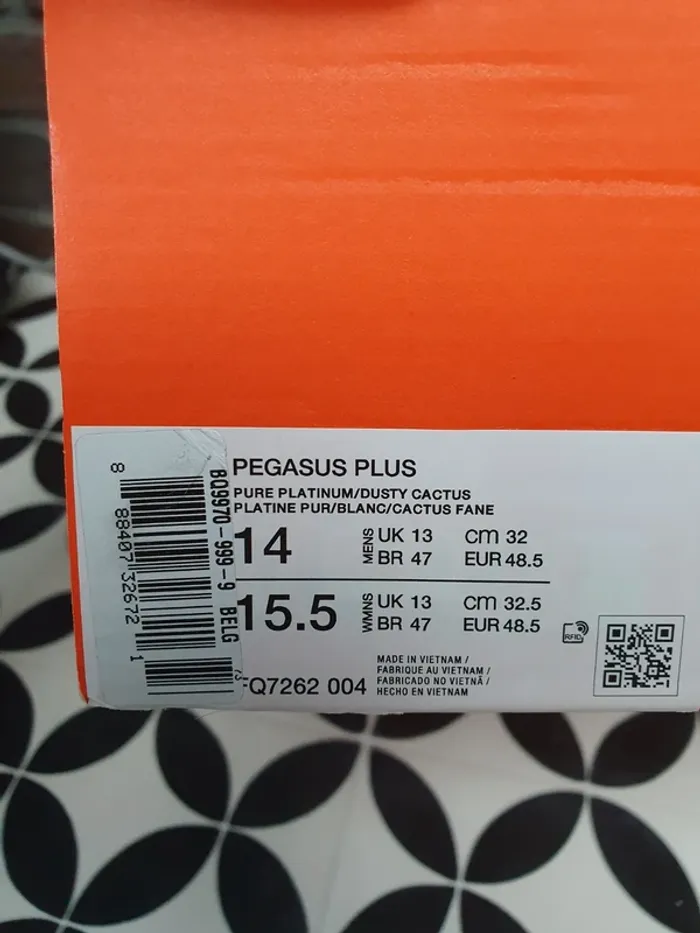 PEGASUS PLUS
PURE PLATINUM/DUSTY CACTUS
PLATINE PUR/BLANC/CACTUS FANE
14 MENS UK 13 cm 32
BR 47 EUR 48.5
15.5 WMNS UK 13 cm 32.5
BR 47 EUR 48.5
RFID
MADE IN VIETNAM /
FABRIQUE AU VIETNAM /
FABRICADO NO VIETNÃ /
HECHO EN VIETNAM
FQ7262 004
BQ9970-999-9 BELG
8 88407 32672 1